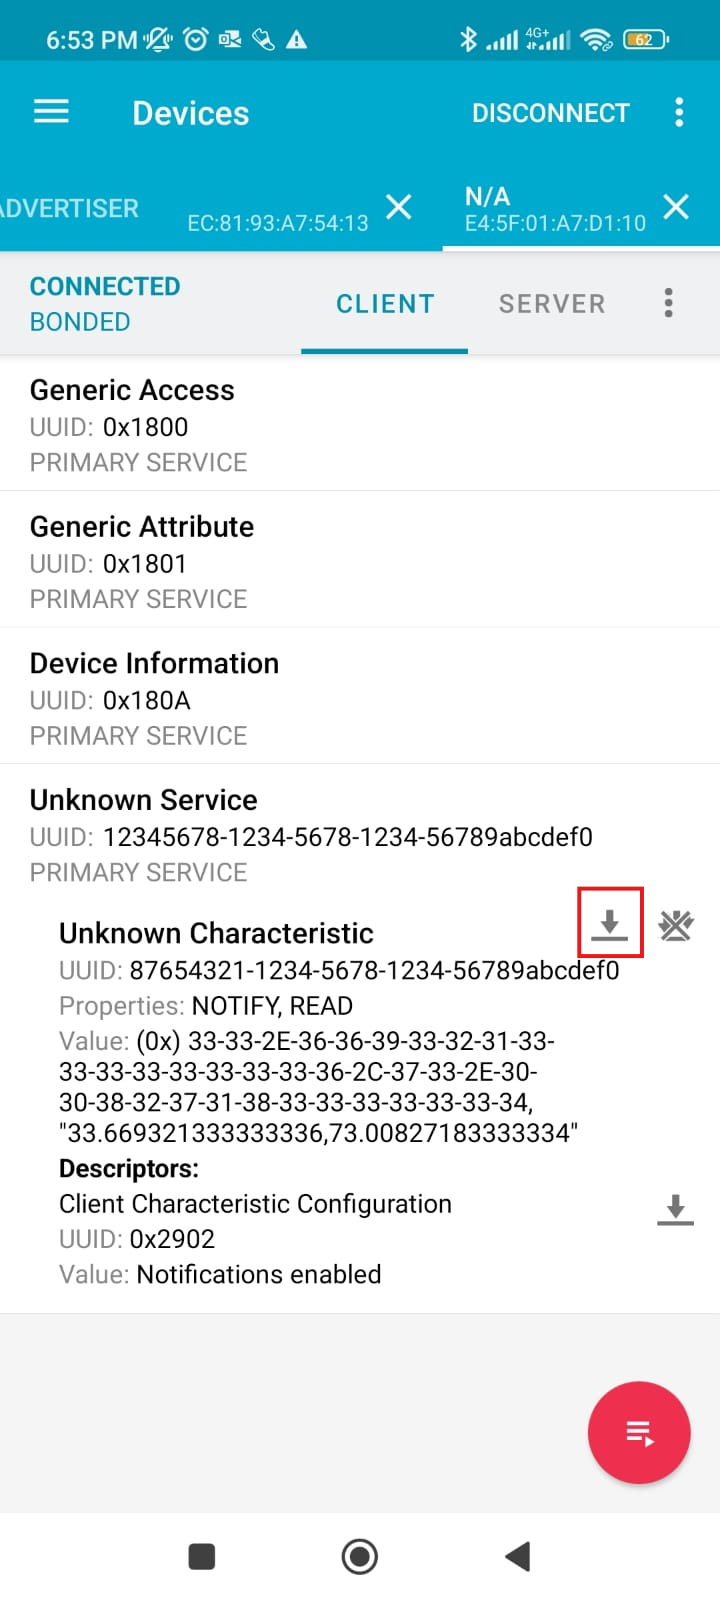 6:53 PM
4G+
62
Devices
DISCONNECT
ADVERTISER
EC:81:93:A7:54:13
N/A
E4:5F:01:A7:D1:10
CONNECTED
BONDED
CLIENT
SERVER
Generic Access
UUID: 0x1800
PRIMARY SERVICE
Generic Attribute
UUID: 0x1801
PRIMARY SERVICE
Device Information
UUID: 0x180A
PRIMARY SERVICE
Unknown Service
UUID: 12345678-1234-5678-1234-56789abcdef0
PRIMARY SERVICE
Unknown Characteristic
UUID: 87654321-1234-5678-1234-56789abcdef0
Properties: NOTIFY, READ
Value: (0x) 33-33-2E-36-36-39-33-32-31-33-
33-33-33-33-33-33-33-36-2C-37-33-2E-30-
30-38-32-37-31-38-33-33-33-33-33-33-34,
"33.669321333333336,73.00827183333334"
Descriptors:
Client Characteristic Configuration
UUID: 0x2902
Value: Notifications enabled